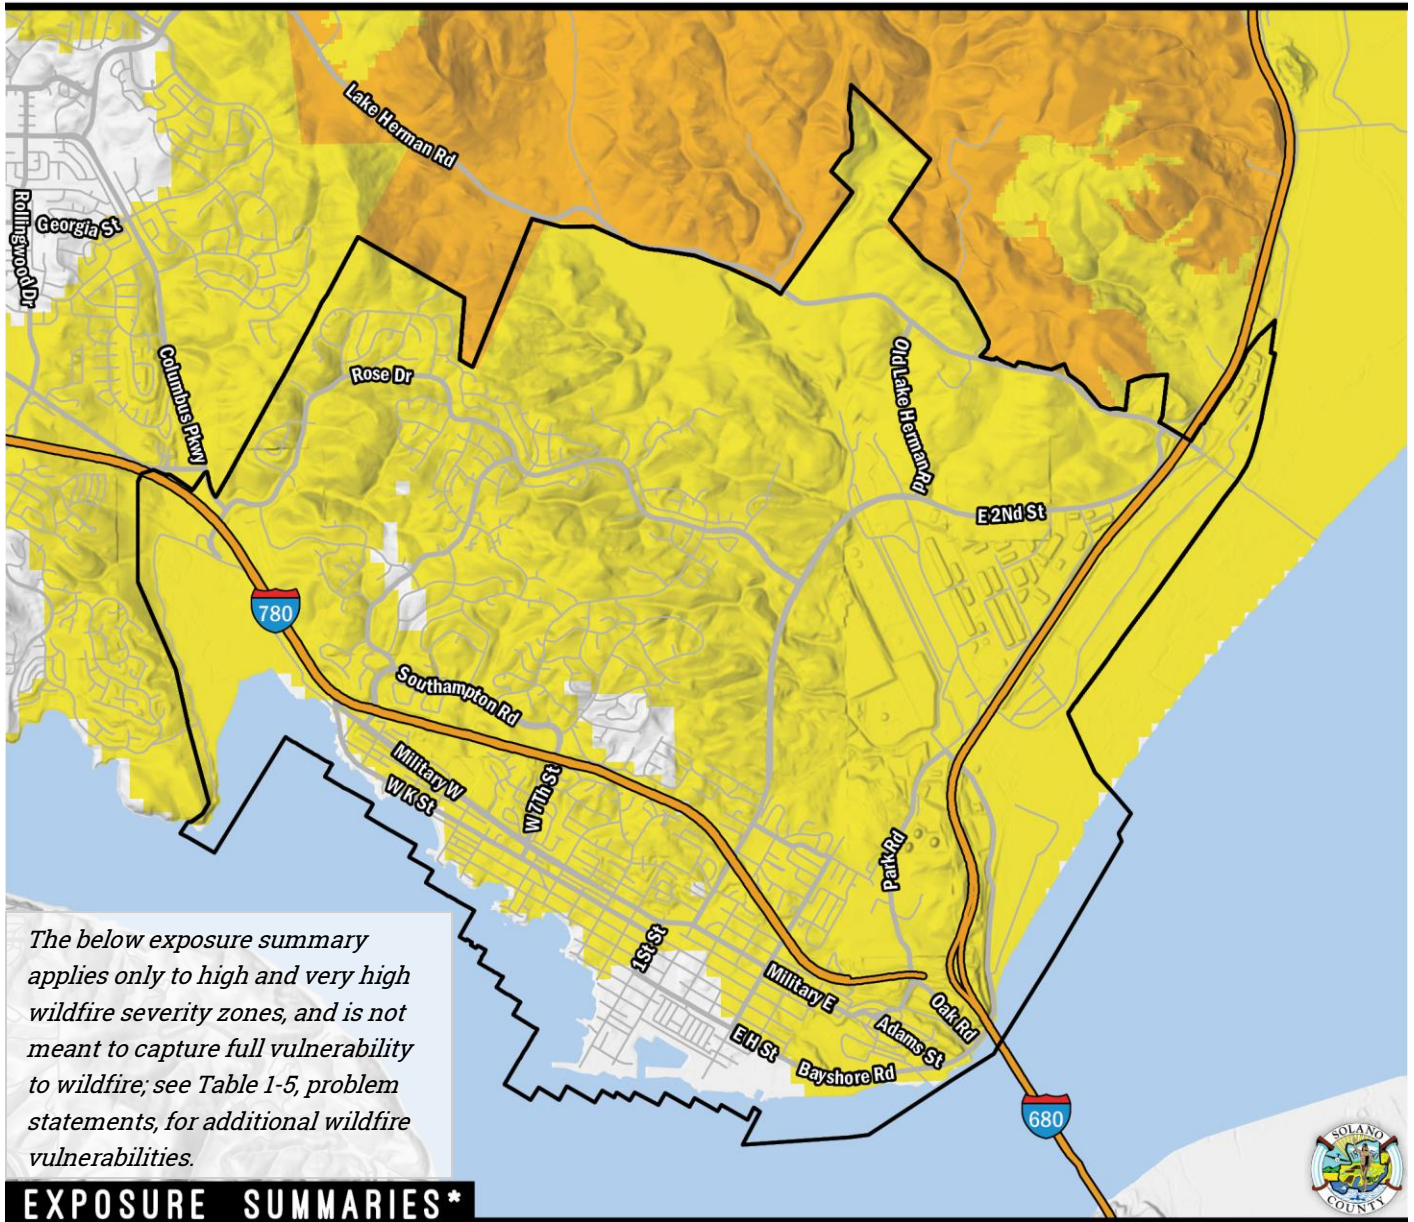 Lake Herman Rd
Georgia St
Rollingwood Dr
Columbus Pkwy
Rose Dr
Old Lake Herman Rd
E 2Nd St
780
Southampton Rd
Military W
W K St
W 7Th St
Park Rd
1St St
Military E
Oak Rd
Adams St
E H St
Bayshore Rd
680
The below exposure summary
applies only to high and very high
wildfire severity zones, and is not
meant to capture full vulnerability
to wildfire; see Table 1-5, problem
statements, for additional wildfire
vulnerabilities.
SOLANO
COUNTY
EXPOSURE SUMMARIES*